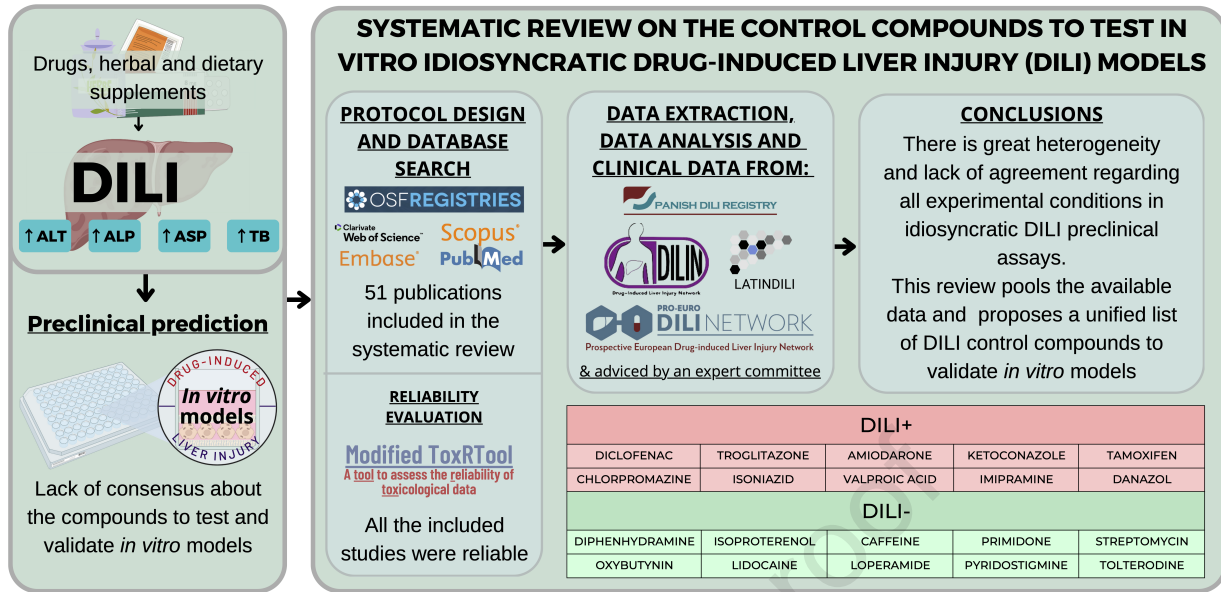 Drugs, herbal and dietary
supplements
DILI
↑ ALT
↑ ALP
↑ ASP
↑ TB
Preclinical prediction
DRUG-INDUCED
In vitro
models
LIVER INJURY
Lack of consensus about
the compounds to test and
validate in vitro models
SYSTEMATIC REVIEW ON THE CONTROL COMPOUNDS TO TEST IN
VITRO IDIOSYNCRATIC DRUG-INDUCED LIVER INJURY (DILI) MODELS
PROTOCOL DESIGN
AND DATABASE
SEARCH
OSFREGISTRIES
Clarivate
Web of Science™
Scopus®
Embase®
PubMed
51 publications
included in the
systematic review
RELIABILITY
EVALUATION
Modified ToxRTool
A tool to assess the reliability of
toxicological data
All the included
studies were reliable
DATA EXTRACTION,
DATA ANALYSIS AND
CLINICAL DATA FROM:
SPANISH DILI REGISTRY
DILIN
Drug-Induced Liver Injury Network
LATINDILI
PRO-EURO
DILI NETWORK
Prospective European Drug-induced Liver Injury Network
& adviced by an expert committee
CONCLUSIONS
There is great heterogeneity
and lack of agreement regarding
all experimental conditions in
idiosyncratic DILI preclinical
assays.
This review pools the available
data and proposes a unified list
of DILI control compounds to
validate in vitro models
DILI+
DICLOFENAC TROGLITAZONE AMIODARONE KETOCONAZOLE TAMOXIFEN
CHLORPROMAZINE ISONIAZID VALPROIC ACID IMIPRAMINE DANAZOL
DILI-
DIPHENHYDRAMINE ISOPROTERENOL CAFFEINE PRIMIDONE STREPTOMYCIN
OXYBUTYNIN LIDOCAINE LOPERAMIDE PYRIDOSTIGMINE TOLTERODINE